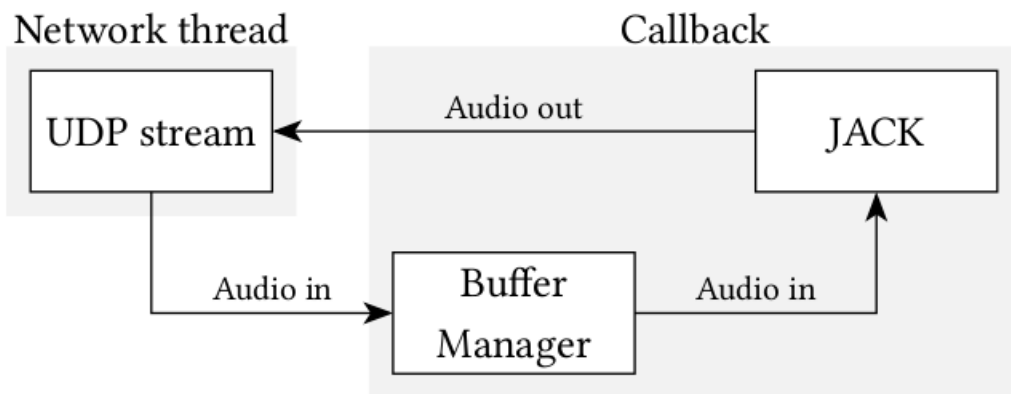 Network thread
Callback
UDP stream
Audio out
JACK
Audio in
Buffer
Manager
Audio in